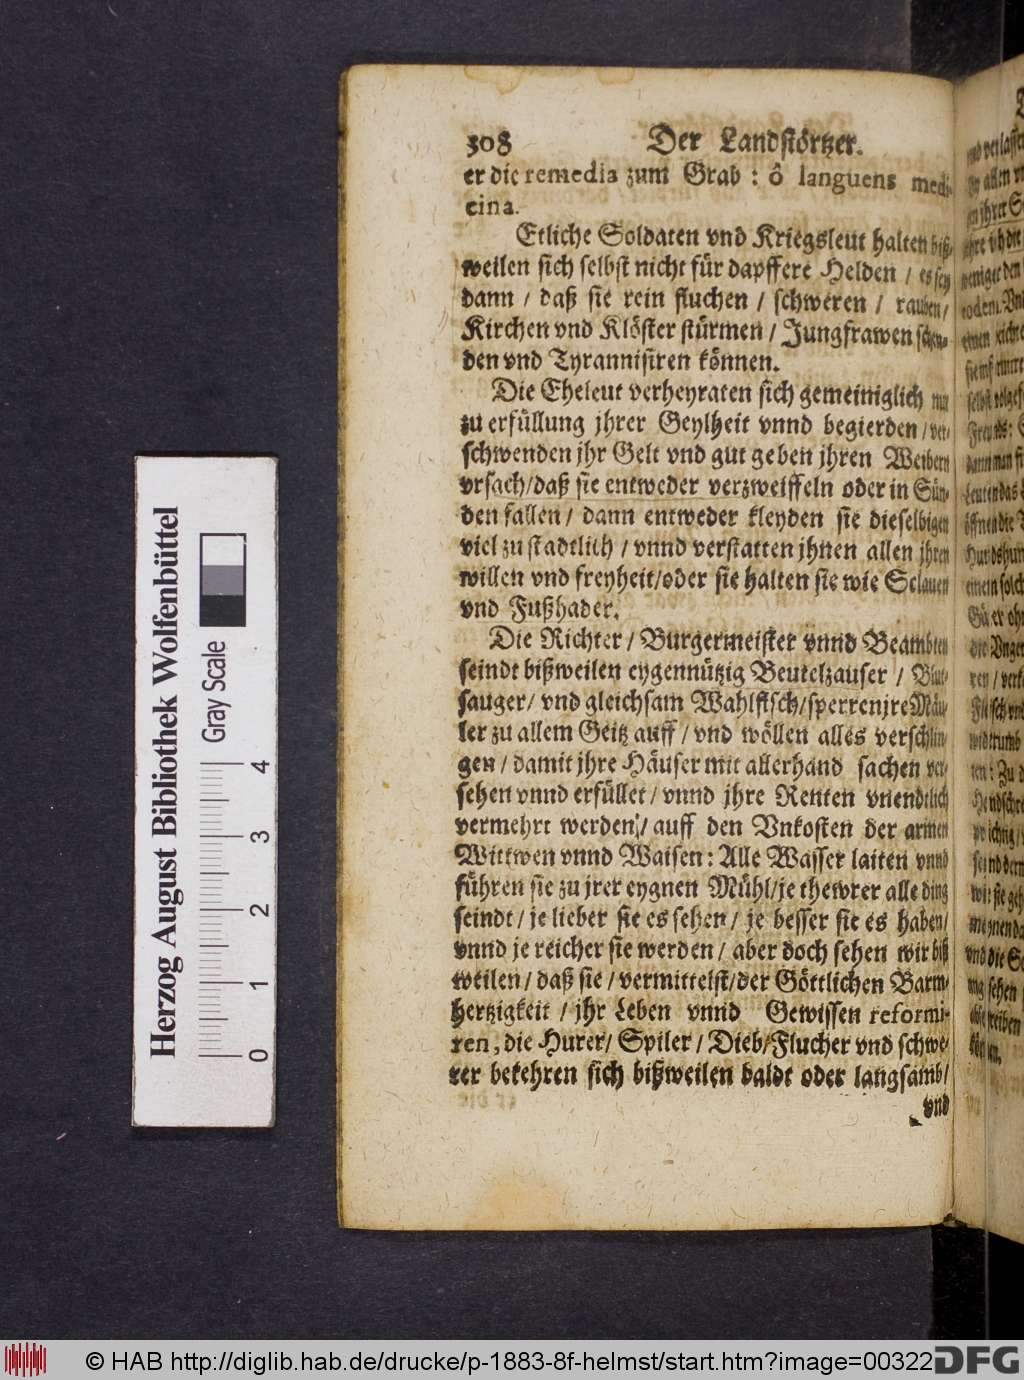 308 Der Landstörtzer.
er die remedia zum Grab : ô languens medi-
cina.
Etliche Soldaten vnd Kriegsleut halten biß-
weilen sich selbst nicht für dapffere Helden / es sey
dann / daß sie rein fluchen / schweren / rauben /
Kirchen vnd Klöster stürmen / Jungfrawen schen-
den vnd Tyrannisiren können.
Die Eheleut verheyraten sich gemeiniglich nur
zu erfüllung jhrer Geylheit vnnd begierden / ver-
schwenden jhr Gelt vnd gut geben jhren Weibern
vrsach / daß sie entweder verzweiffeln oder in Sün-
den fallen / dann entweder kleyden sie dieselbigen
viel zu stadtlich / vnnd verstatten jhnen allen jhren
willen vnd freyheit / oder sie halten sie wie Sclauen
vnd Fußhader.
Die Richter / Burgermeister vnnd Beambten
seindt bißweilen eygennützig Beutelzauser / Blut-
sauger / vnd gleichsam Wahlfisch / sperren jre Mäu-
ler zu allem Geitz auff / vnd wöllen alles verschlin-
gen / damit jhre Häuser mit allerhand sachen ver-
sehen vnnd erfüllet / vnnd jhre Renten vnendtlich
vermehrt werden / auff den Vnkosten der armen
Wittwen vnnd Waisen : Alle Wasser laiten vnnd
führen sie zu jrer eygnen Mühl / je thewrer alle ding
seindt / je lieber sie es sehen / je besser sie es haben /
vnnd je reicher sie werden / aber doch sehen wir biß-
weilen / daß sie / vermittelst / der Göttlichen Barm-
hertzigkeit / jhr Leben vnnd Gewissen reformi-
ren, die Hurer / Spiler / Dieb / Flucher vnd schwe-
rer bekehren sich bißweilen baldt oder langsamb /
vnd
Herzog August Bibliothek Wolfenbüttel
Gray Scale
0 1 2 3 4
© HAB http://diglib.hab.de/drucke/p-1883-8f-helmst/start.htm?image=00322
DFG